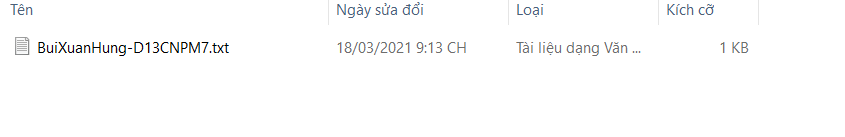 Tên Ngày sửa đổi Loại Kích cỡ
BuiXuanHung-D13CNPM7.txt 18/03/2021 9:13 CH Tài liệu dạng Văn ... 1 KB